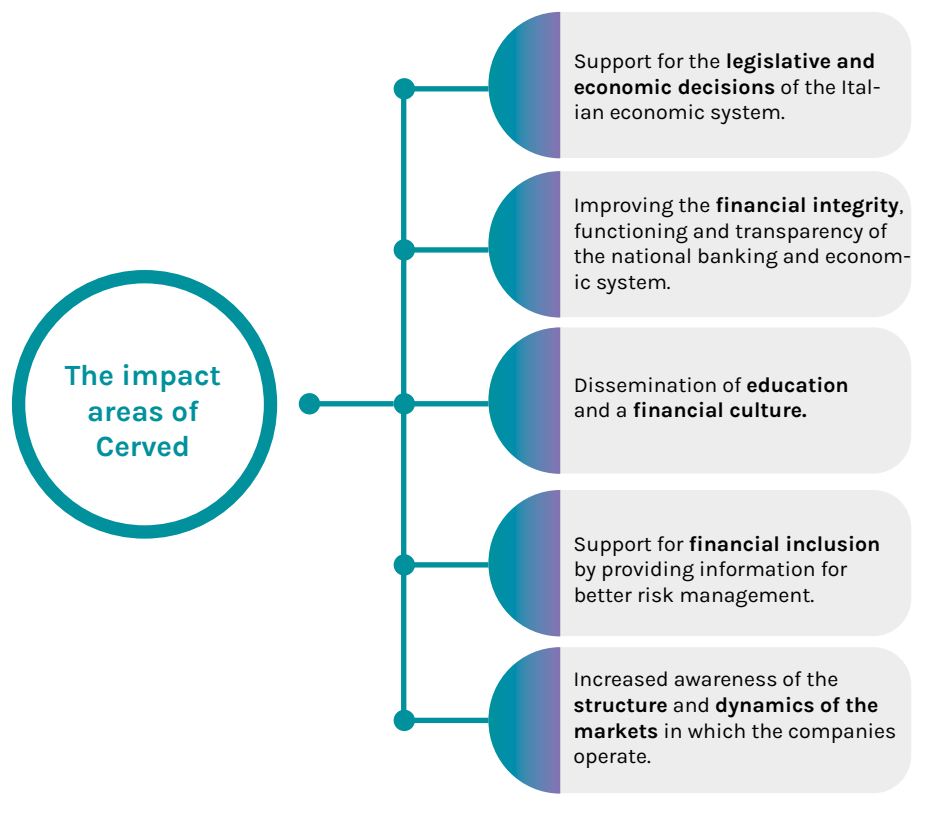 The impact
areas of
Cerved
Support for the legislative and
economic decisions of the Ital-
ian economic system.
Improving the financial integrity,
functioning and transparency of
the national banking and econom-
ic system.
Dissemination of education
and a financial culture.
Support for financial inclusion
by providing information for
better risk management.
Increased awareness of the
structure and dynamics of the
markets in which the companies
operate.